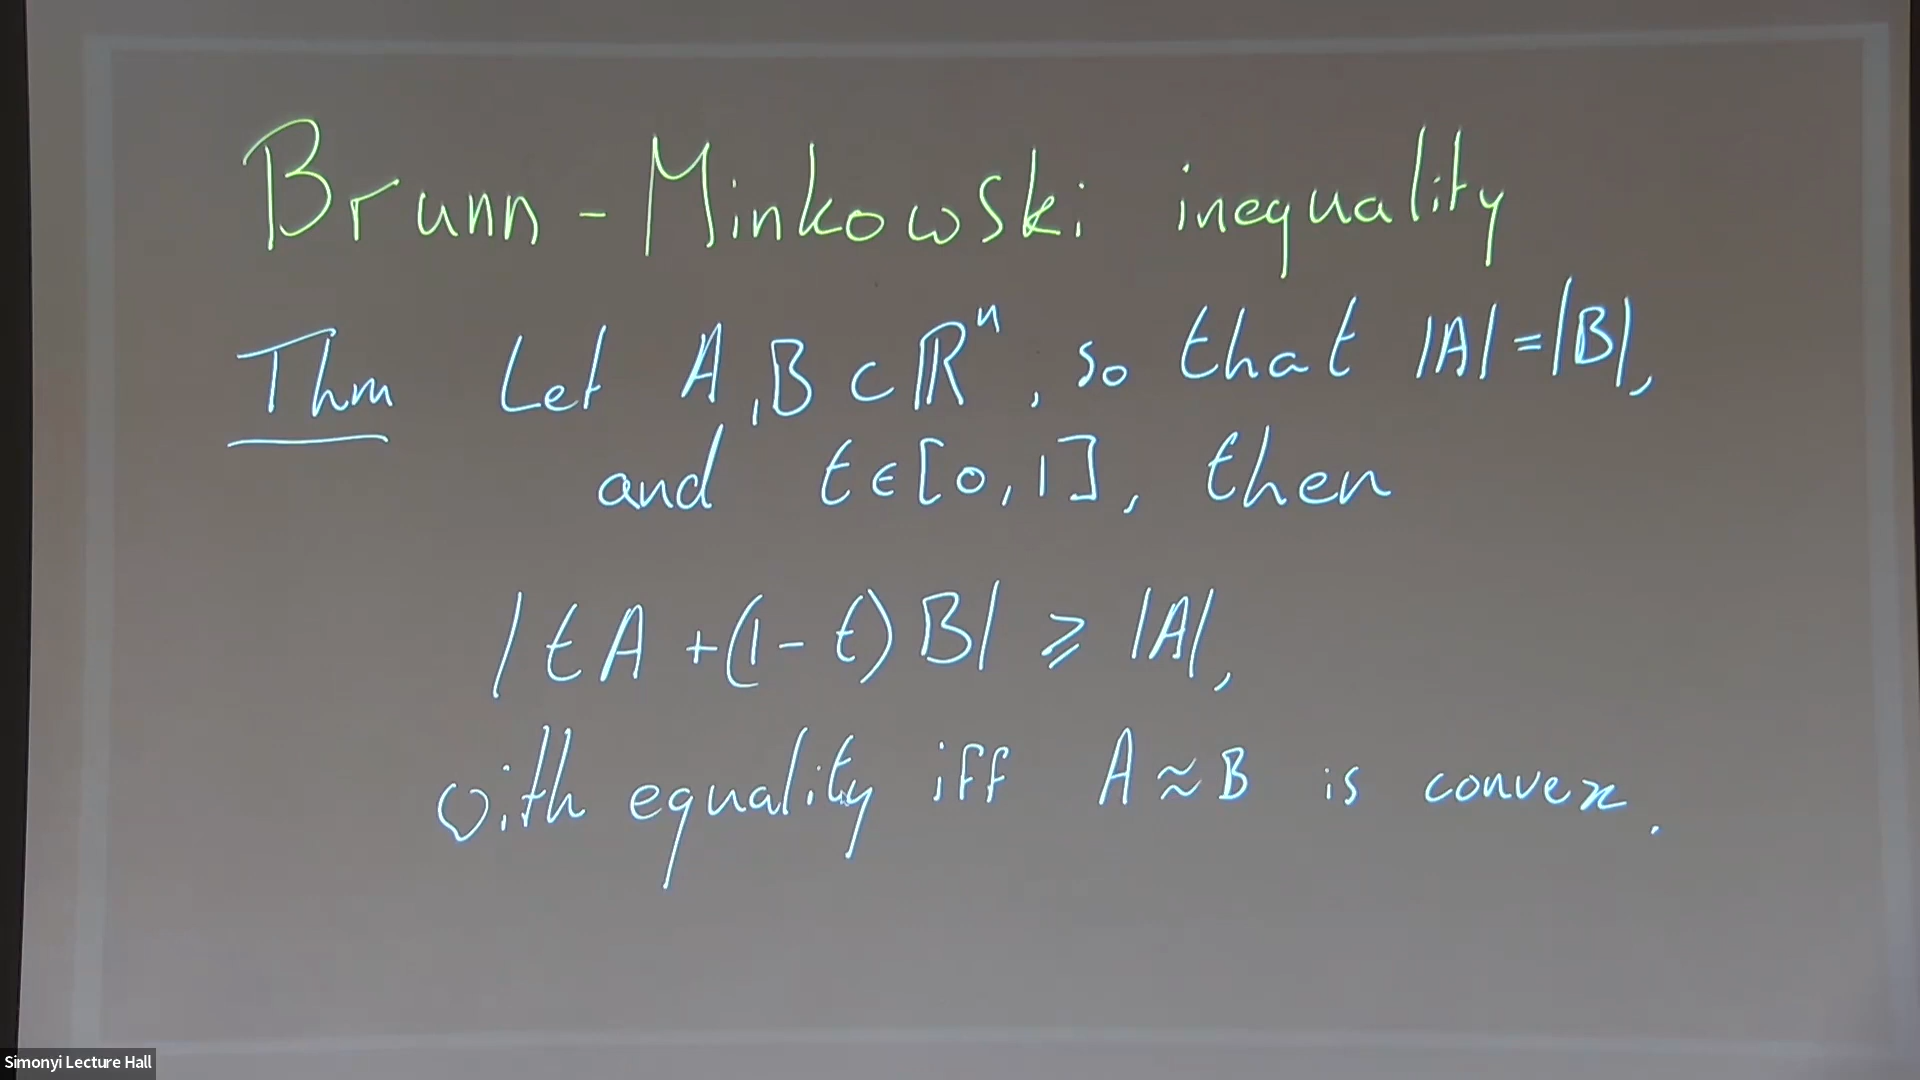 Brunn-Minkowski inequality
Thm Let A,B⊂ℝⁿ, so that |A|=|B|,
and t∈[0,1], then
|tA+(1-t)B|⩾|A|,
with equality iff A≈B is convex.
Simonyi Lecture Hall